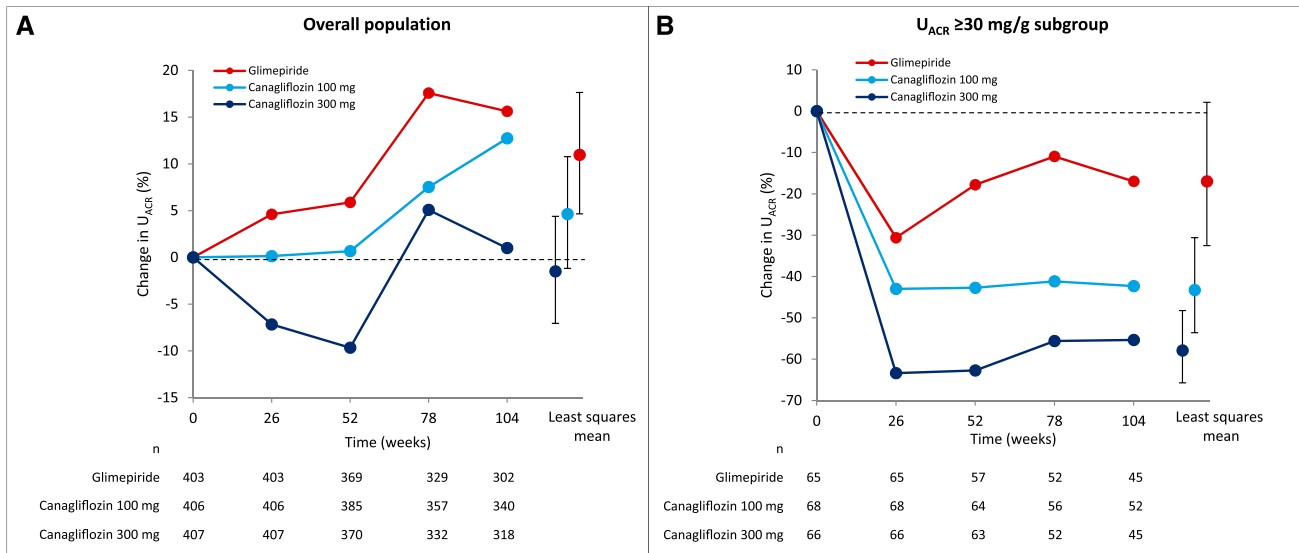 A
Overall population
Glimepiride
Canagliflozin 100 mg
Canagliflozin 300 mg
Change in UACR (%)
20
15
10
5
0
-5
-10
-15
0 26 52 78 104
Least squares mean
Time (weeks)
n
Glimepiride 403 403 369 329 302
Canagliflozin 100 mg 406 406 385 357 340
Canagliflozin 300 mg 407 407 370 332 318
B
UACR ≥30 mg/g subgroup
Glimepiride
Canagliflozin 100 mg
Canagliflozin 300 mg
Change in UACR (%)
10
0
-10
-20
-30
-40
-50
-60
-70
0 26 52 78 104
Least squares mean
Time (weeks)
n
Glimepiride 65 65 57 52 45
Canagliflozin 100 mg 68 68 64 56 52
Canagliflozin 300 mg 66 66 63 52 45